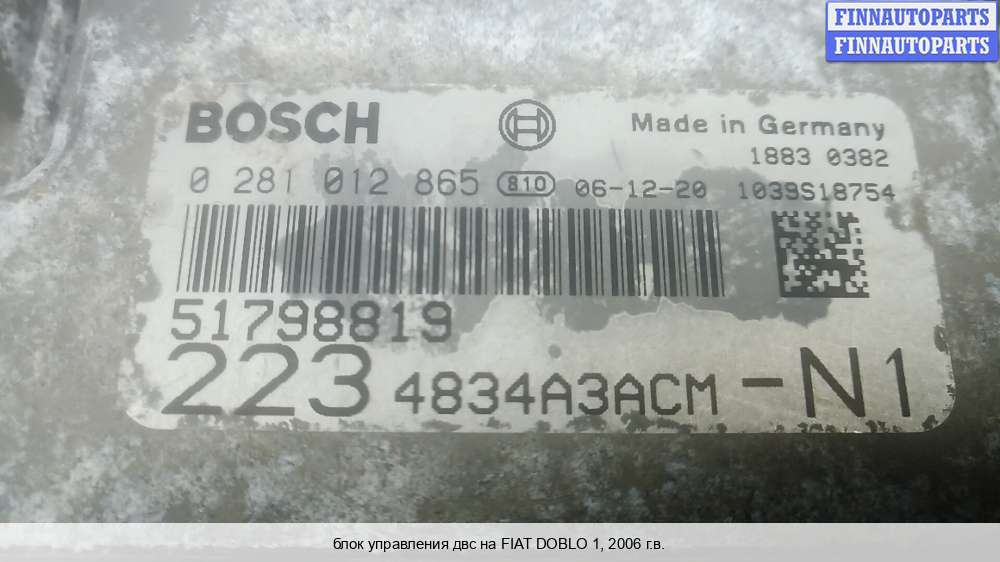 FINNAUTOPARTS
FINNAUTOPARTS
BOSCH
Made in Germany
1883 0382
0 281 012 865 810 06-12-20 1039S18754
51798819
223 4834A3ACM -N1
блок управления двс на FIAT DOBLO 1, 2006 г.в.